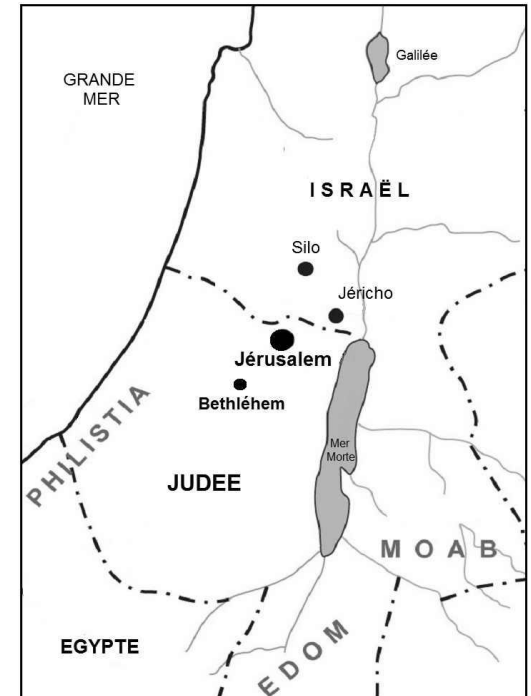 GRANDE
MER
Galilée
ISRAËL
Silo
Jéricho
Jérusalem
Bethléhem
PHILISTIA
Mer
Morte
JUDEE
MOAB
EGYPTE
EDOM